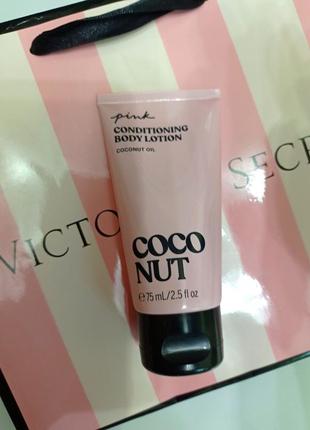 pink
CONDITIONING
BODY LOTION
COCONUT OIL
COCO
NUT
℮ 75 mL/2.5 fl oz
VICTO
SECR